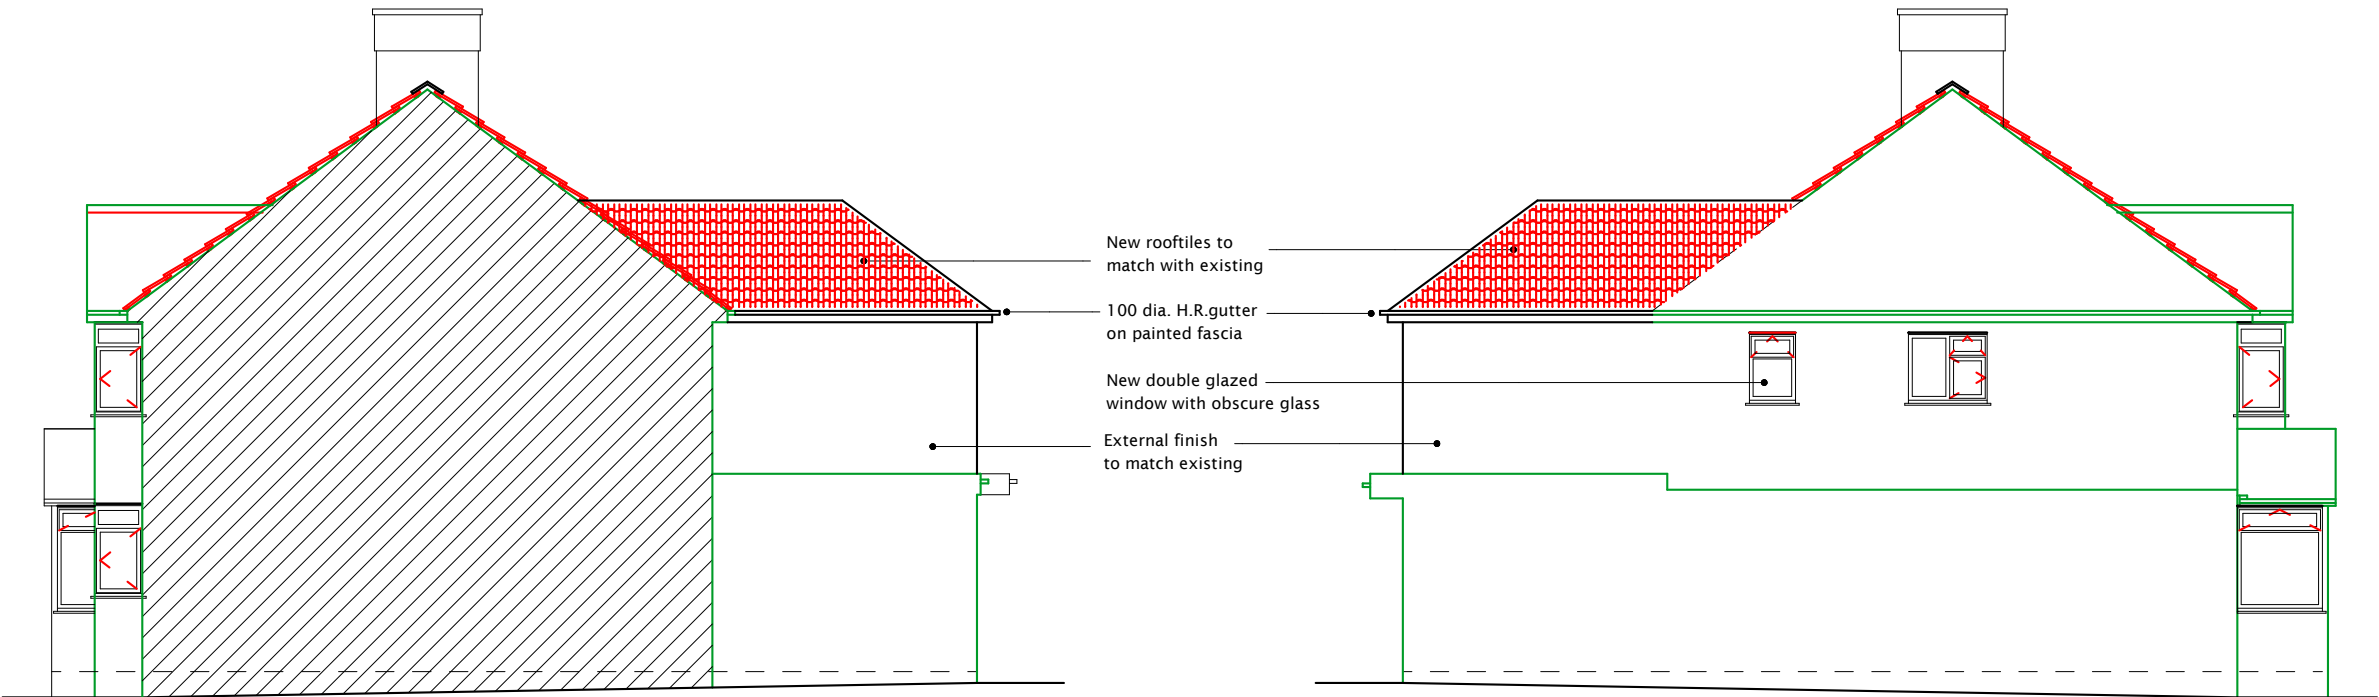 New rooftiles to
match with existing
100 dia. H.R.gutter
on painted fascia
New double glazed
window with obscure glass
External finish
to match existing